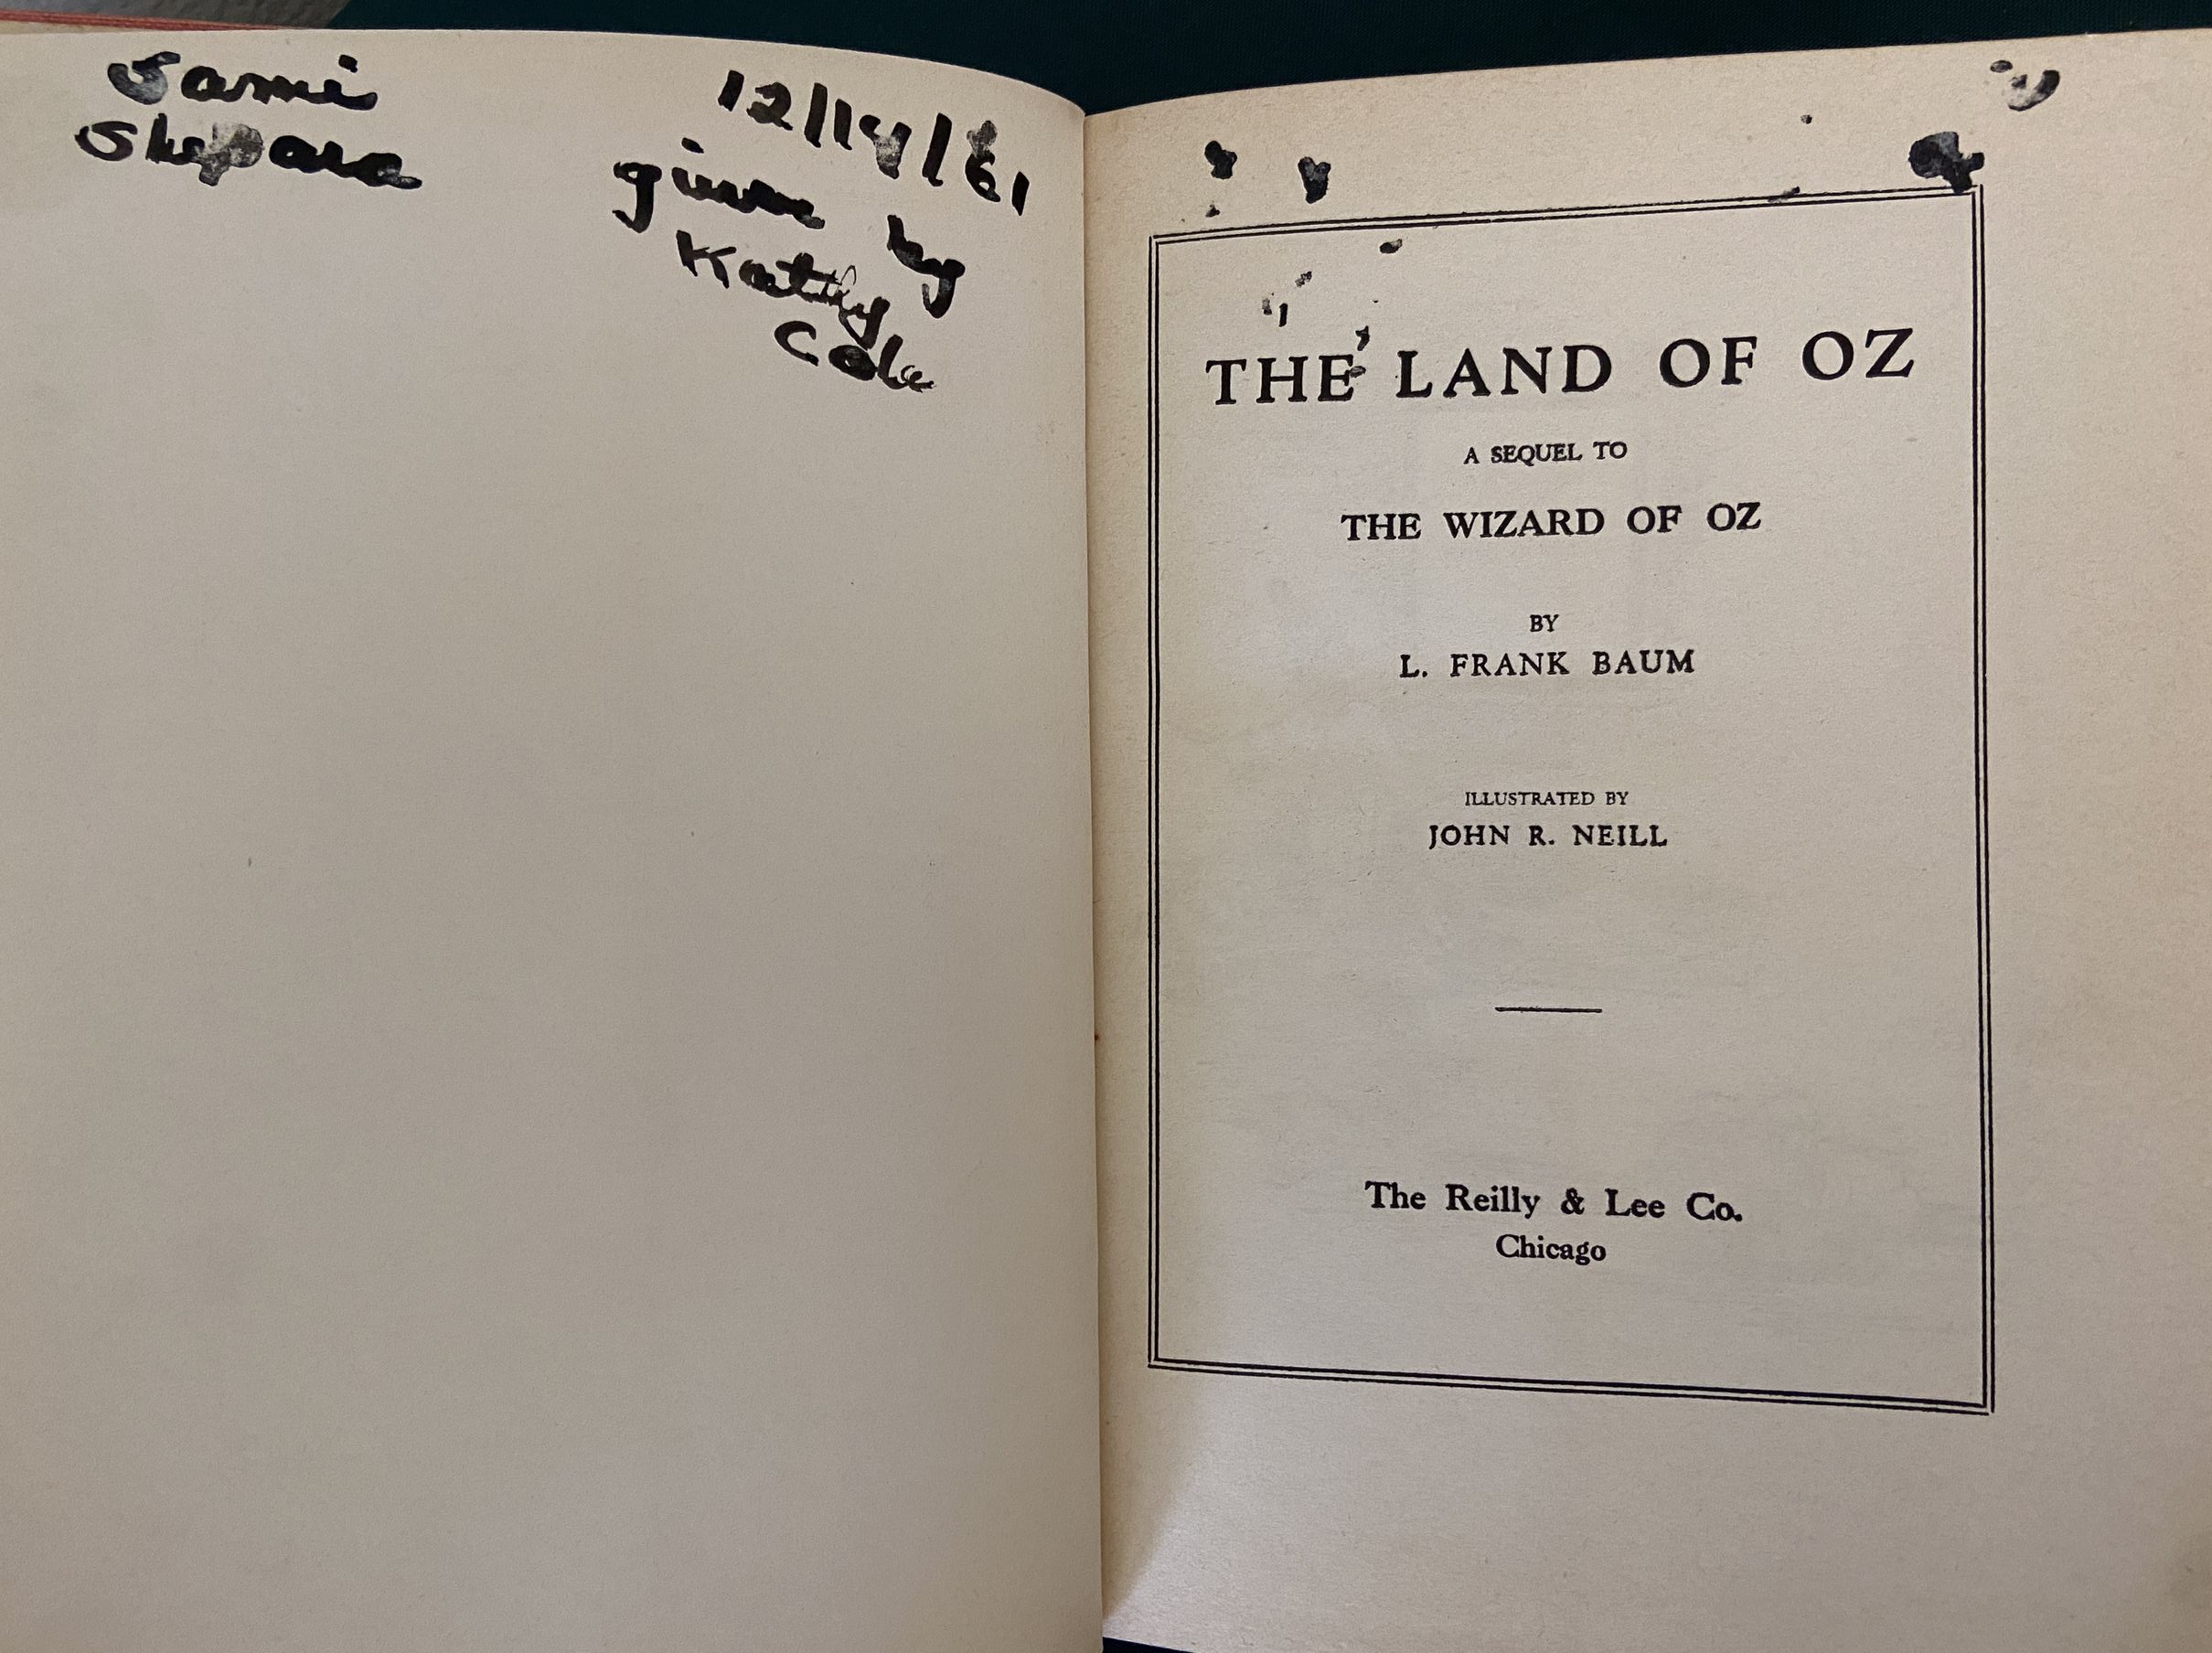 Jamie
Shepard
12/14/61
given by
Kathy
Cole
THE LAND OF OZ
A SEQUEL TO
THE WIZARD OF OZ
BY
L. FRANK BAUM
ILLUSTRATED BY
JOHN R. NEILL
The Reilly & Lee Co.
Chicago